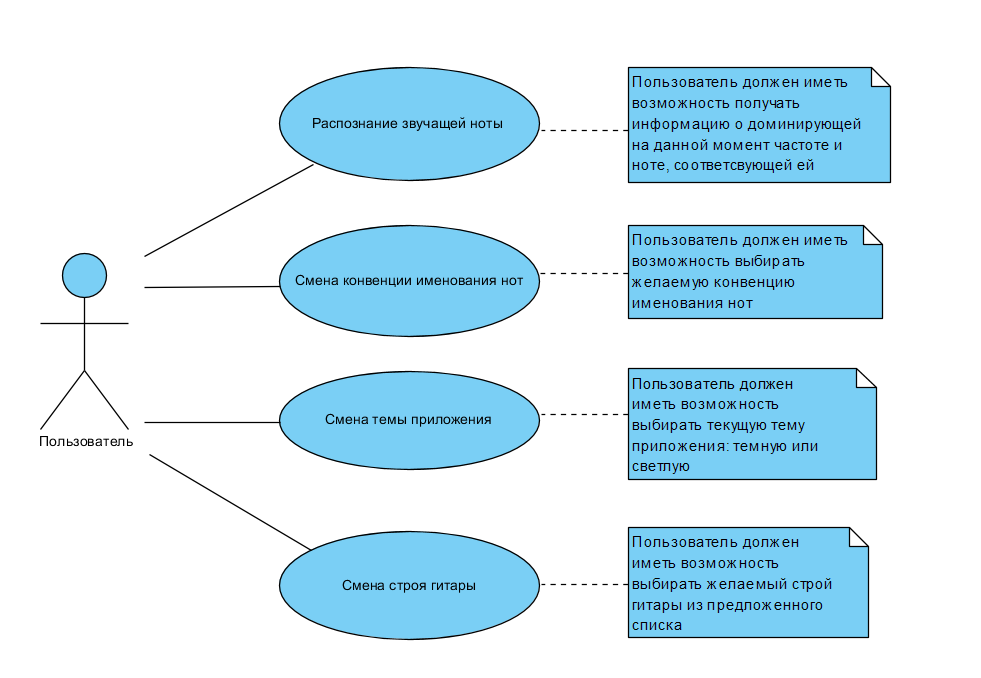 Распознание звучащей ноты
Пользователь должен иметь
возможность получать
информацию о доминирующей
на данной момент частоте и
ноте, соответсвующей ей
Смена конвенции именования нот
Пользователь должен иметь
возможность выбирать
желаемую конвенцию
именования нот
Смена темы приложения
Пользователь должен
иметь возможность
выбирать текущую тему
приложения: темную или
светлую
Пользователь
Смена строя гитары
Пользователь должен
иметь возможность
выбирать желаемый строй
гитары из предложенного
списка